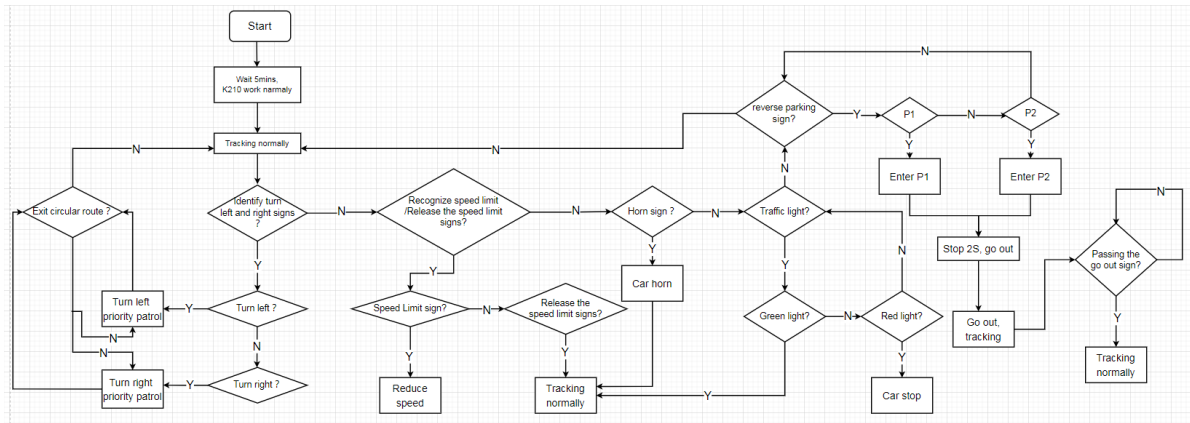 Start
Wait 5mins,
K210 work narmaly
Tracking normally
N
N
Exit circular route ?
Identify turn
left and right signs
?
N
Recognize speed limit
/Release the speed limit
signs?
N
Horn sign ?
N
Traffic light?
N
reverse parking
sign?
Y
P1
N
P2
N
Y
Y
Enter P1
Enter P2
Stop 2S, go out
Go out,
tracking
Passing the
go out sign?
N
Y
Tracking
normally
Y
Turn left ?
Y
Turn left
priority patrol
N
N
N
Turn right ?
Y
Turn right
priority patrol
Y
Speed Limit sign?
N
Release the
speed limit signs?
Y
Reduce
speed
Y
Tracking
normally
Y
Car horn
Y
Green light?
N
Red light?
N
Y
Y
Car stop